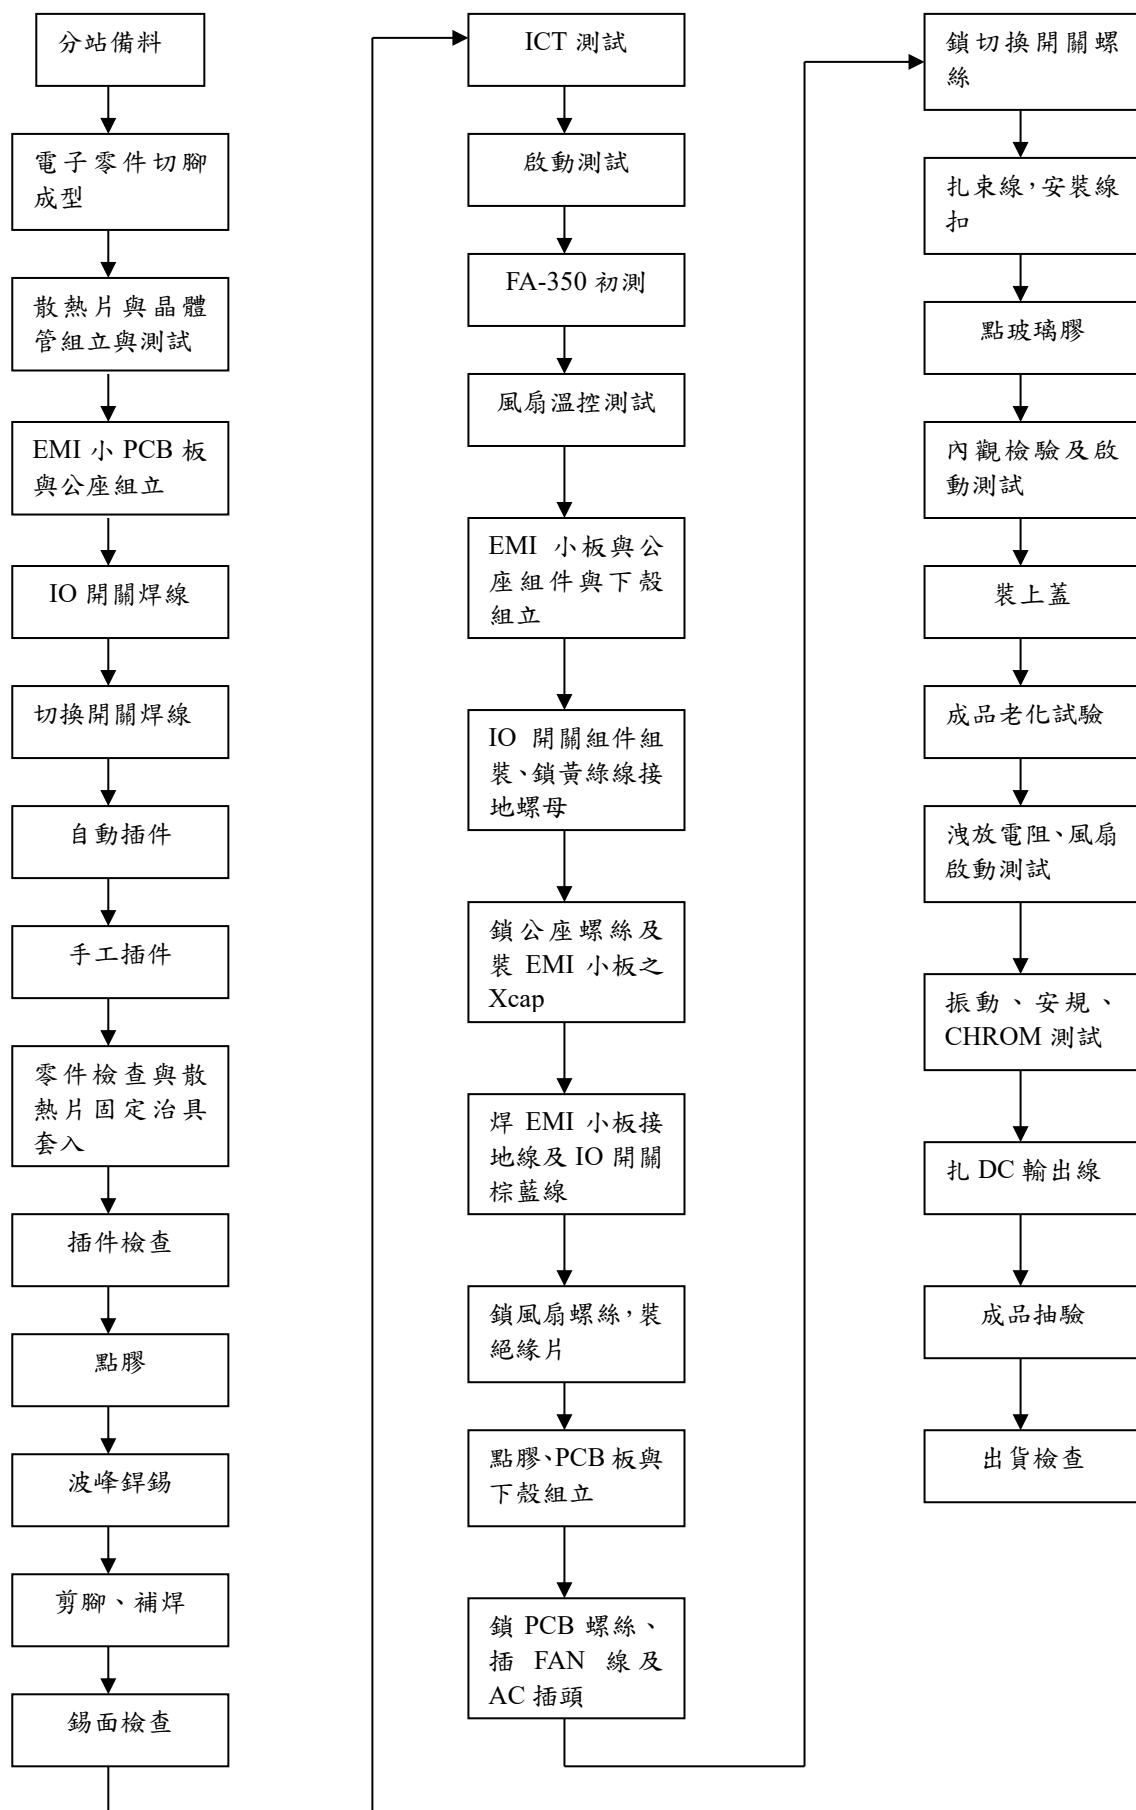 分站備料
電子零件切腳
成型
散熱片與晶體
管組立與測試
EMI 小 PCB 板
與公座組立
IO 開關焊線
切換開關焊線
自動插件
手工插件
零件檢查與散
熱片固定治具
套入
插件檢查
點膠
波峰銲錫
剪腳、補焊
錫面檢查
ICT 測試
啟動測試
FA-350 初測
風扇溫控測試
EMI 小板與公
座組件與下殼
組立
IO 開關組件組
裝、鎖黃綠線接
地螺母
鎖公座螺絲及
裝 EMI 小板之
Xcap
焊 EMI 小板接
地線及 IO 開關
棕藍線
鎖風扇螺絲，裝
絕緣片
點膠、PCB 板與
下殼組立
鎖 PCB 螺絲、
插 FAN 線及
AC 插頭
鎖切換開關螺
絲
扎束線，安裝線
扣
點玻璃膠
內觀檢驗及啟
動測試
裝上蓋
成品老化試驗
洩放電阻、風扇
啟動測試
振動、安規、
CHROM 測試
扎 DC 輸出線
成品抽驗
出貨檢查